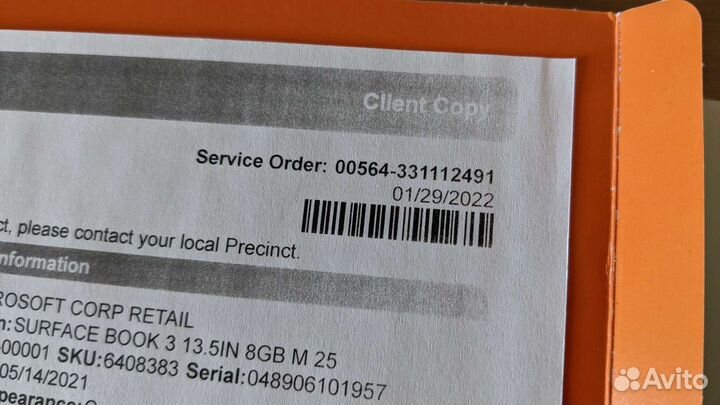 Client Copy
Service Order: 00564-331112491
01/29/2022
ct, please contact your local Precinct.
nformation
ROSOFT CORP RETAIL
n:SURFACE BOOK 3 13.5IN 8GB M 25
-00001 SKU:6408383 Serial:048906101957
05/14/2021
pearance:
Avito